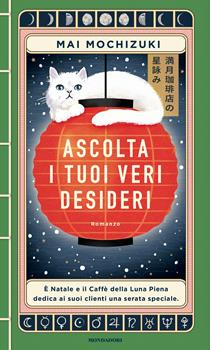 MAI MOCHIZUKI
満月珈琲店の
星詠み
ASCOLTA
I TUOI VERI
DESIDERI
Romanzo
È Natale e il Caffè della Luna Piena
dedica ai suoi clienti una serata speciale.
MONDADORI
☾☿♀☉♂♃♄♅♆♇